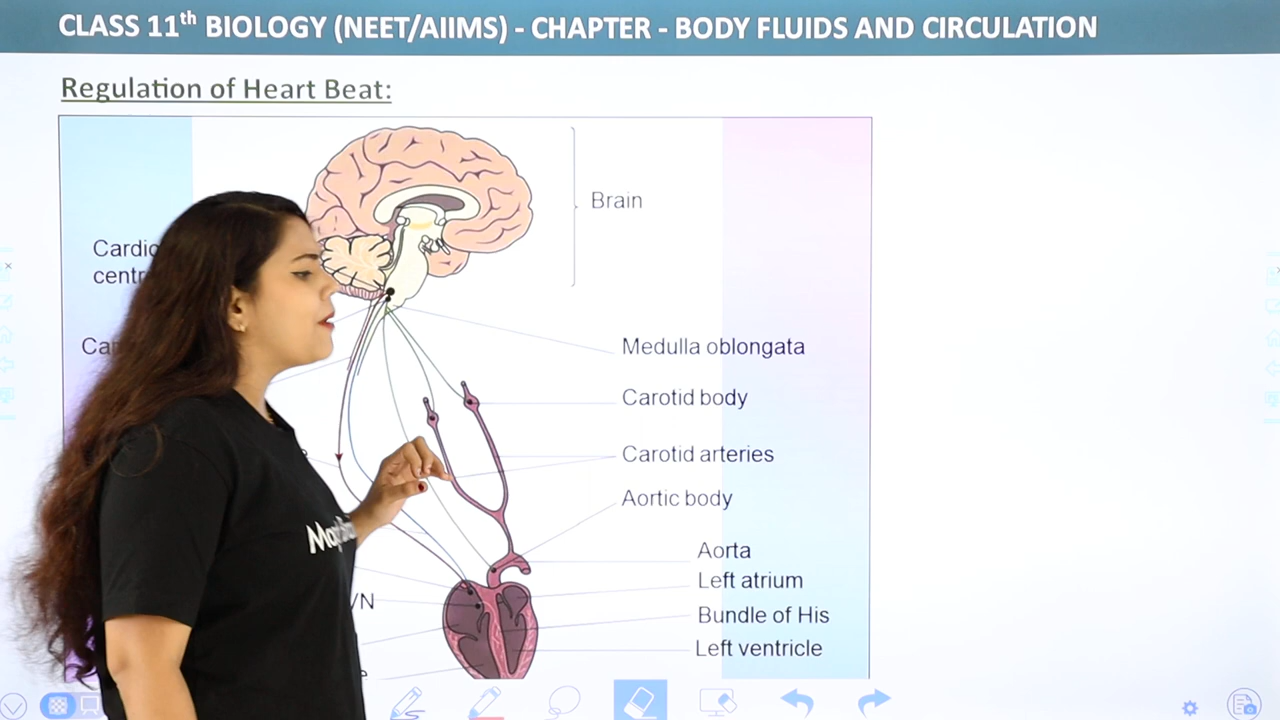 CLASS 11th BIOLOGY (NEET/AIIMS) - CHAPTER - BODY FLUIDS AND CIRCULATION
Regulation of Heart Beat:
Brain
Medulla oblongata
Carotid body
Carotid arteries
Aortic body
Aorta
Left atrium
Bundle of His
Left ventricle